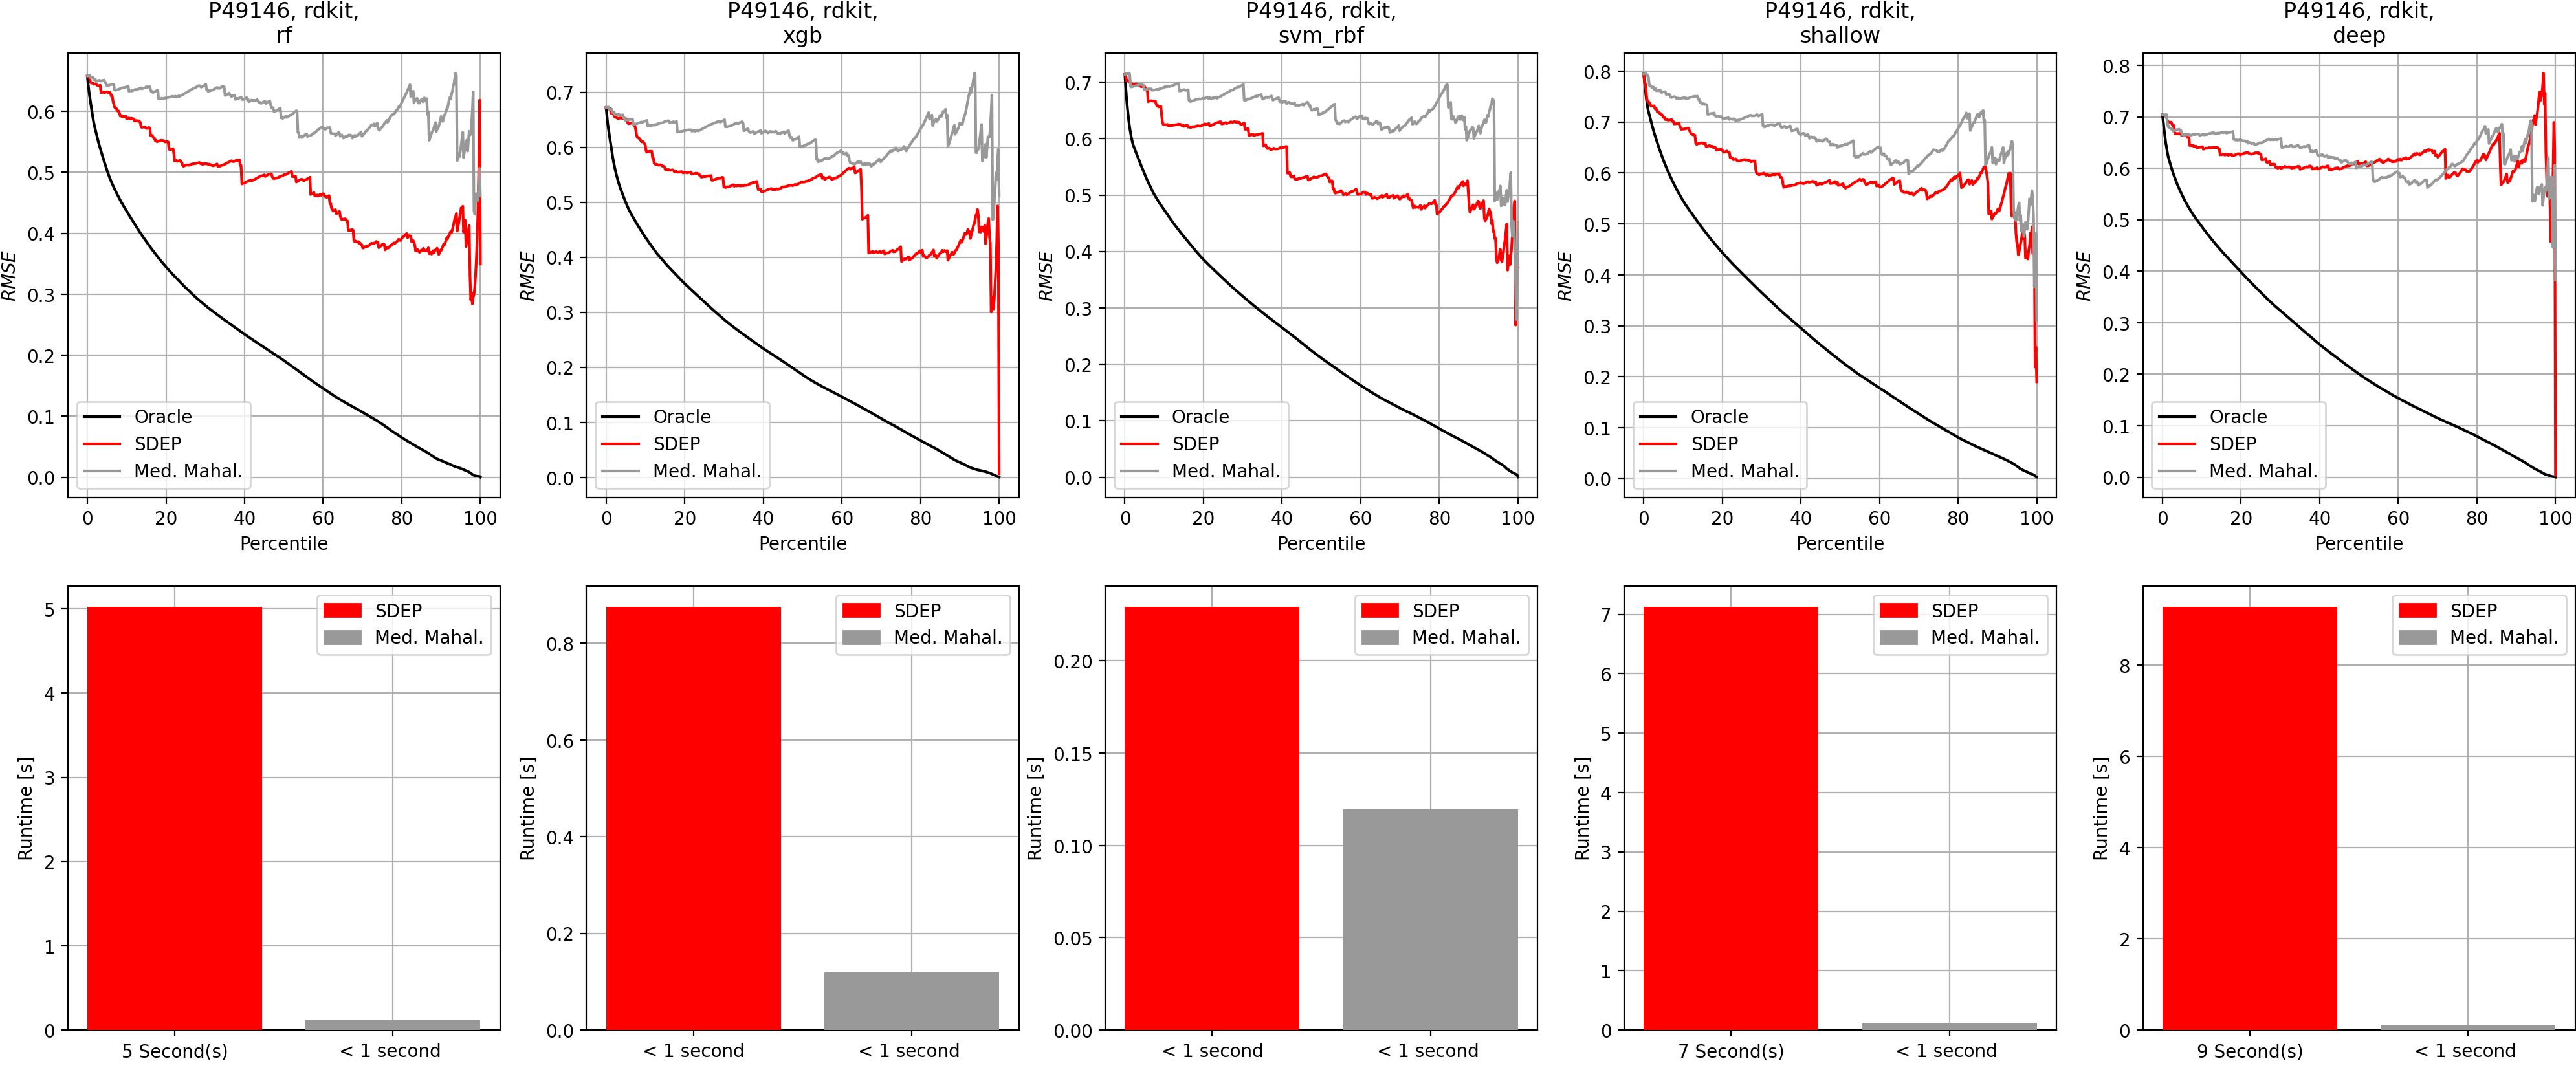 P49146, rdkit,
rf
RMSE
0.6
0.5
0.4
0.3
0.2
0.1
0.0
Oracle
SDEP
Med. Mahal.
0 20 40 60 80 100
Percentile
P49146, rdkit,
xgb
RMSE
0.7
0.6
0.5
0.4
0.3
0.2
0.1
0.0
Oracle
SDEP
Med. Mahal.
0 20 40 60 80 100
Percentile
P49146, rdkit,
svm_rbf
RMSE
0.7
0.6
0.5
0.4
0.3
0.2
0.1
0.0
Oracle
SDEP
Med. Mahal.
0 20 40 60 80 100
Percentile
P49146, rdkit,
shallow
RMSE
0.8
0.7
0.6
0.5
0.4
0.3
0.2
0.1
0.0
Oracle
SDEP
Med. Mahal.
0 20 40 60 80 100
Percentile
P49146, rdkit,
deep
RMSE
0.8
0.7
0.6
0.5
0.4
0.3
0.2
0.1
0.0
Oracle
SDEP
Med. Mahal.
0 20 40 60 80 100
Percentile
Runtime [s]
5
4
3
2
1
0
SDEP
Med. Mahal.
5 Second(s) < 1 second
Runtime [s]
0.8
0.6
0.4
0.2
0.0
SDEP
Med. Mahal.
< 1 second < 1 second
Runtime [s]
0.20
0.15
0.10
0.05
0.00
SDEP
Med. Mahal.
< 1 second < 1 second
Runtime [s]
7
6
5
4
3
2
1
0
SDEP
Med. Mahal.
7 Second(s) < 1 second
Runtime [s]
8
6
4
2
0
SDEP
Med. Mahal.
9 Second(s) < 1 second